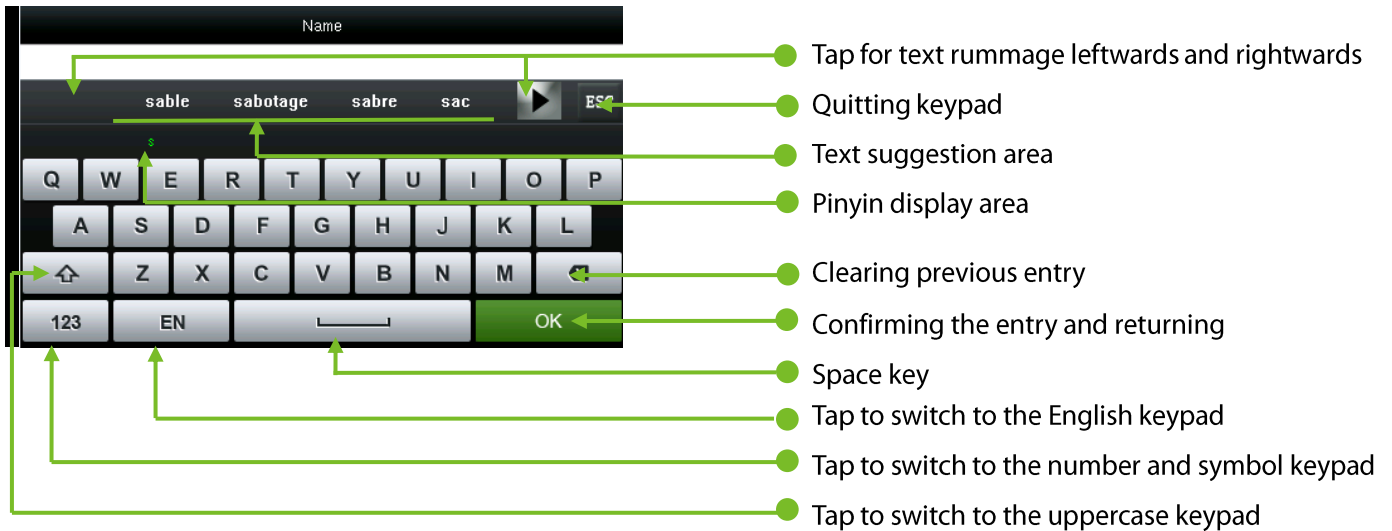 Name
Tap for text rummage leftwards and rightwards
sable sabotage sabre sac ESC
Quitting keypad
Text suggestion area
s
Q W E R T Y U I O P
Pinyin display area
A S D F G H J K L
Z X C V B N M
Clearing previous entry
123 EN OK
Confirming the entry and returning
Space key
Tap to switch to the English keypad
Tap to switch to the number and symbol keypad
Tap to switch to the uppercase keypad